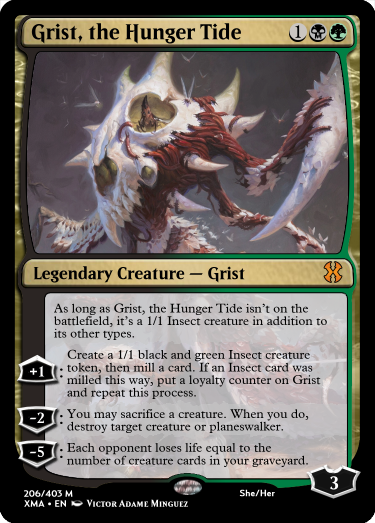 Grist, the Hunger Tide 1
Legendary Creature — Grist
As long as Grist, the Hunger Tide isn't on the
battlefield, it's a 1/1 Insect creature in addition to
its other types.
Create a 1/1 black and green Insect creature
token, then mill a card. If an Insect card was
+1: milled this way, put a loyalty counter on Grist
and repeat this process.
-2: You may sacrifice a creature. When you do,
destroy target creature or planeswalker.
-5: Each opponent loses life equal to the
number of creature cards in your graveyard.
3
206/403 M She/Her
XMA • EN Victor Adame Minguez